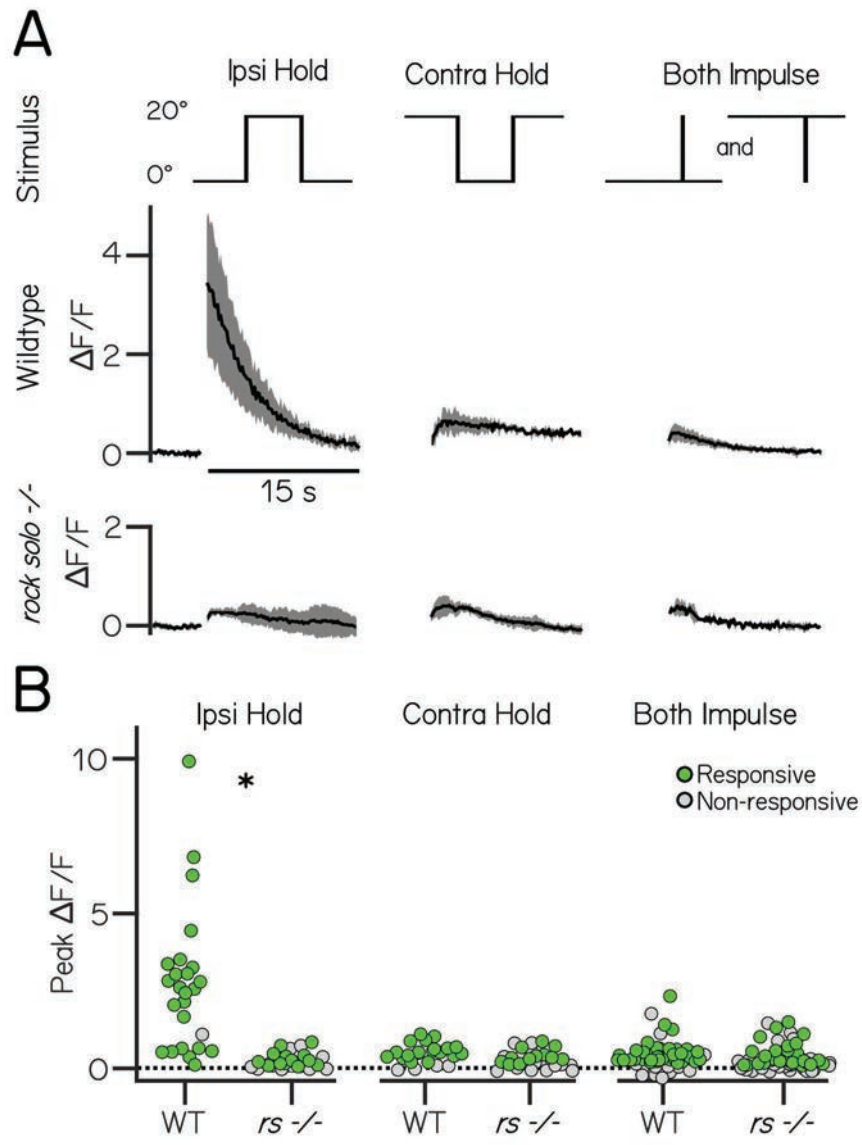 A
Ipsi Hold Contra Hold Both Impulse
Stimulus
20°
0°
and
Wildtype
ΔF/F
4
2
0
15 s
rock solo -/-
ΔF/F
2
0
B
Ipsi Hold Contra Hold Both Impulse
Responsive
Non-responsive
*
Peak ΔF/F
10
5
0
WT rs -/- WT rs -/- WT rs -/-